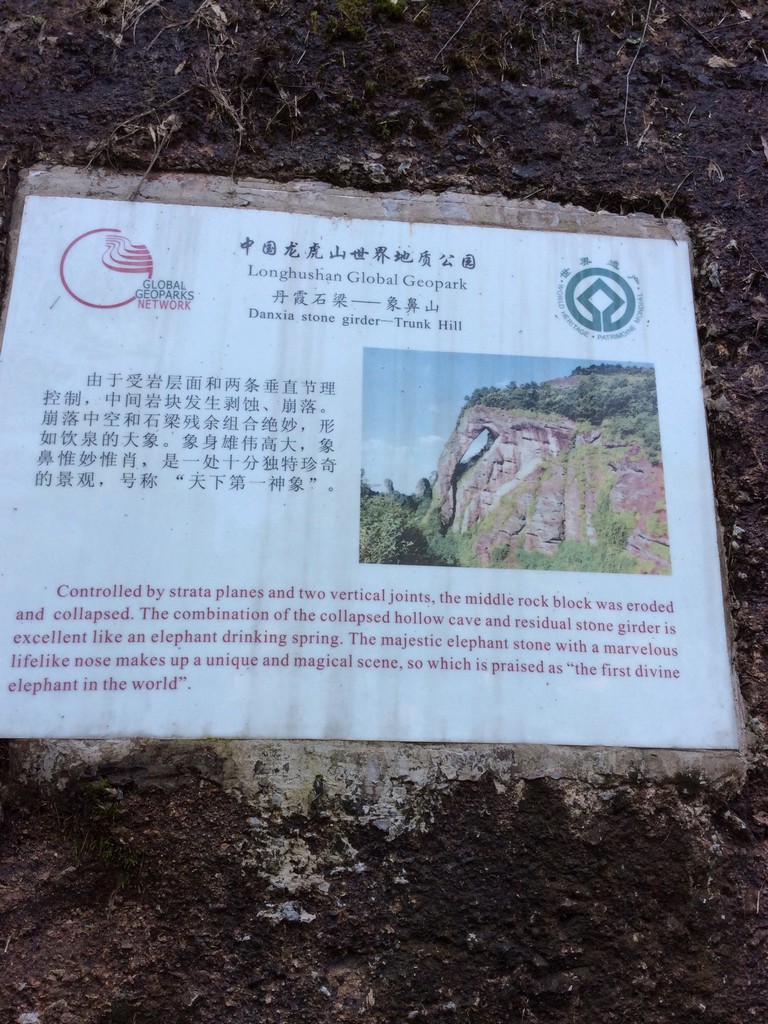 GLOBAL
GEOPARKS
NETWORK
中国龙虎山世界地质公园
Longhushan Global Geopark
丹霞石梁——象鼻山
Danxia stone girder—Trunk Hill
世界遗产
WORLD HERITAGE • PATRIMOINE MONDIAL
由于受岩层面和两条垂直节理
控制，中间岩块发生剥蚀、崩落。
崩落中空和石梁残余组合绝妙，形
如饮泉的大象。象身雄伟高大，象
鼻惟妙惟肖，是一处十分独特珍奇
的景观，号称“天下第一神象”。
Controlled by strata planes and two vertical joints, the middle rock block was eroded
and collapsed. The combination of the collapsed hollow cave and residual stone girder is
excellent like an elephant drinking spring. The majestic elephant stone with a marvelous
lifelike nose makes up a unique and magical scene, so which is praised as “the first divine
elephant in the world”.